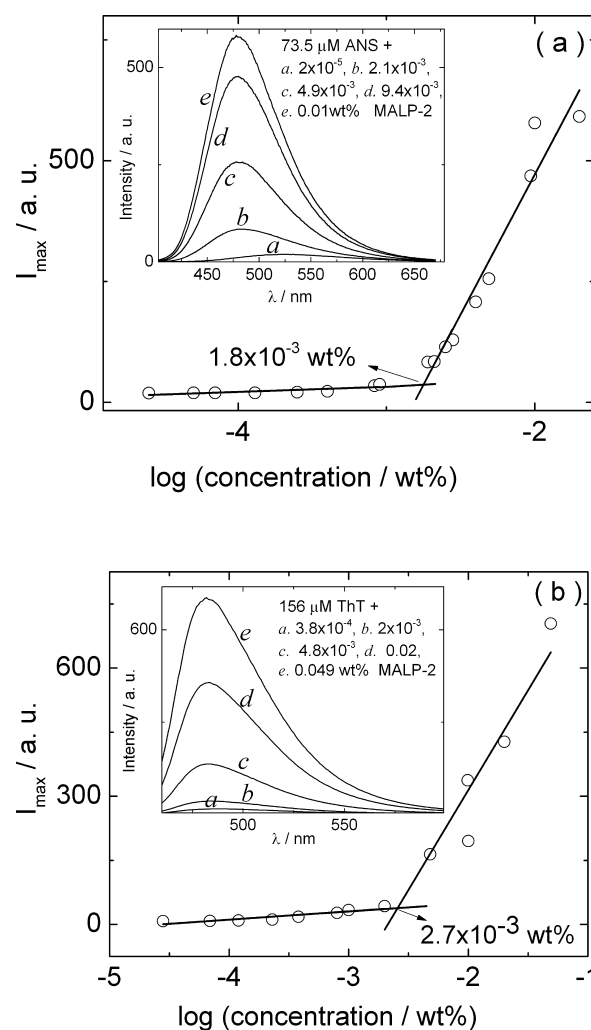 ( a )
73.5 μM ANS +
a. 2x10⁻⁵, b. 2.1x10⁻³,
c. 4.9x10⁻³, d. 9.4x10⁻³,
e. 0.01wt% MALP-2
500
0
Intensity / a. u.
e
d
c
b
a
450 500 550 600 650
λ / nm
500
0
I_max / a. u.
1.8x10⁻³ wt%
-4 -2
log (concentration / wt%)
( b )
156 μM ThT +
a. 3.8x10⁻⁴, b. 2x10⁻³,
c. 4.8x10⁻³, d. 0.02,
e. 0.049 wt% MALP-2
600
Intensity / a. u.
e
d
c
a b
500 550
λ / nm
600
300
0
I_max / a. u.
2.7x10⁻³ wt%
-5 -4 -3 -2 -1
log (concentration / wt%)